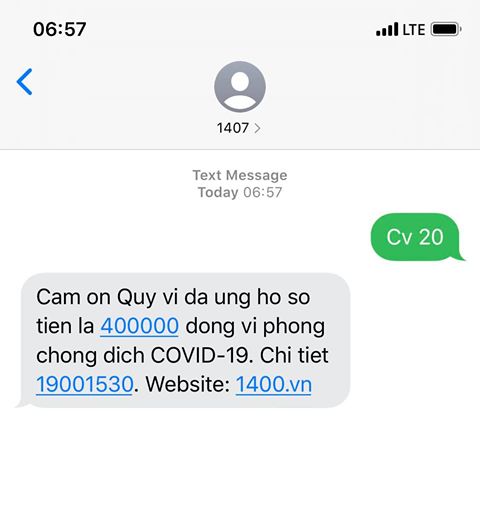 06:57
LTE
1407
Text Message
Today 06:57
Cv 20
Cam on Quy vi da ung ho so
tien la 400000 dong vi phong
chong dich COVID-19. Chi tiet
19001530. Website: 1400.vn